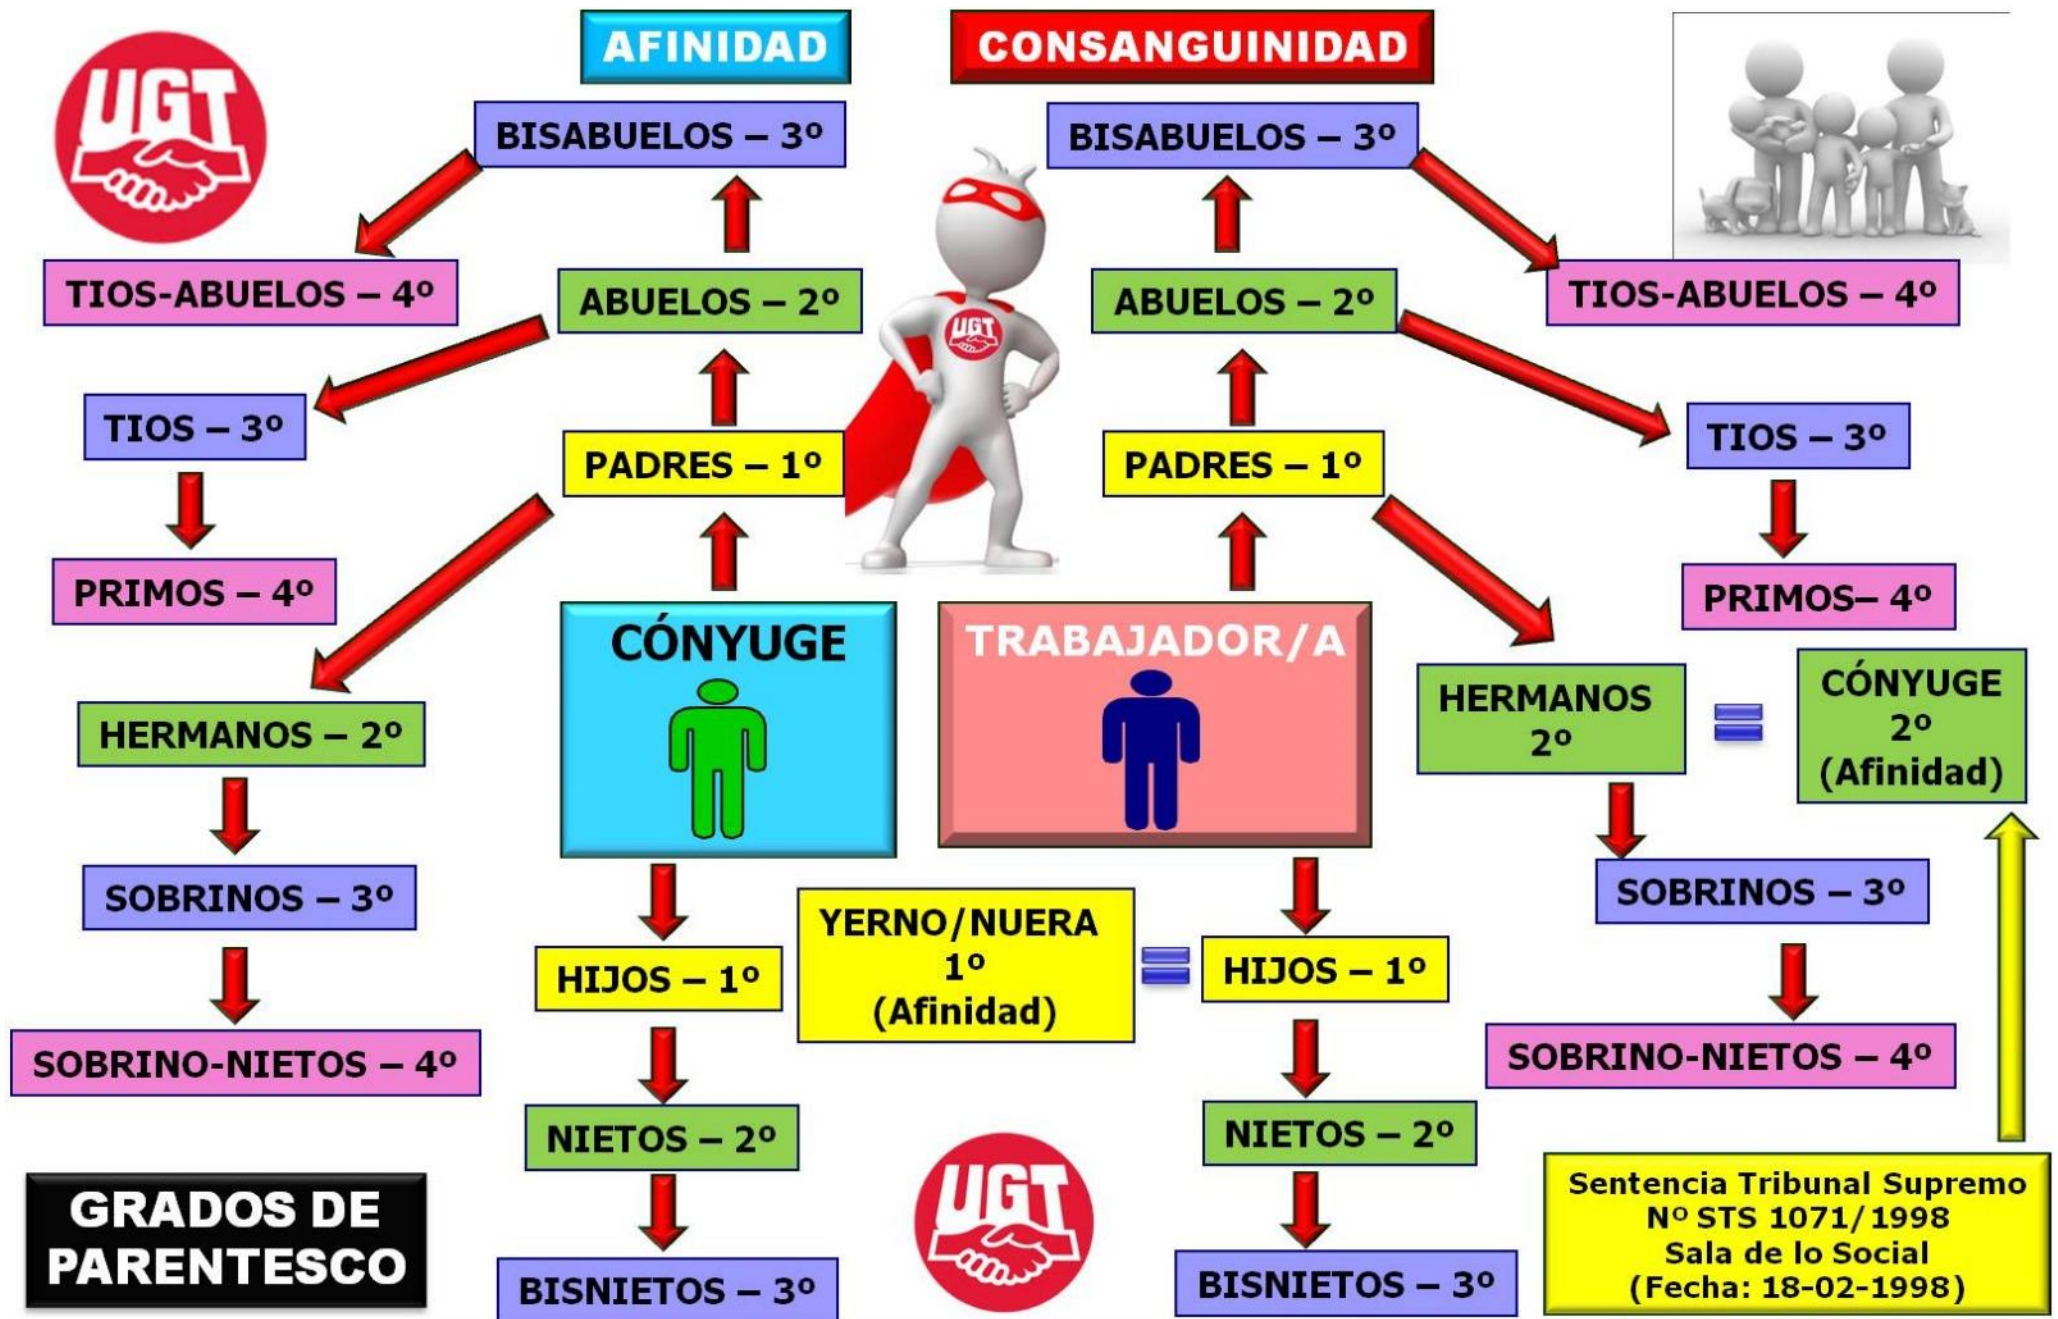 UGT
AFINIDAD
CONSANGUINIDAD
BISABUELOS – 3º
BISABUELOS – 3º
TIOS-ABUELOS – 4º
ABUELOS – 2º
UGT
ABUELOS – 2º
TIOS-ABUELOS – 4º
TIOS – 3º
PADRES – 1º
PADRES – 1º
TIOS – 3º
PRIMOS – 4º
PRIMOS– 4º
CÓNYUGE
TRABAJADOR/A
HERMANOS – 2º
HERMANOS
2º
CÓNYUGE
2º
(Afinidad)
SOBRINOS – 3º
YERNO/NUERA
1º
(Afinidad)
SOBRINOS – 3º
HIJOS – 1º
HIJOS – 1º
SOBRINO-NIETOS – 4º
SOBRINO-NIETOS – 4º
NIETOS – 2º
NIETOS – 2º
GRADOS DE
PARENTESCO
UGT
Sentencia Tribunal Supremo
Nº STS 1071/1998
Sala de lo Social
(Fecha: 18-02-1998)
BISNIETOS – 3º
BISNIETOS – 3º